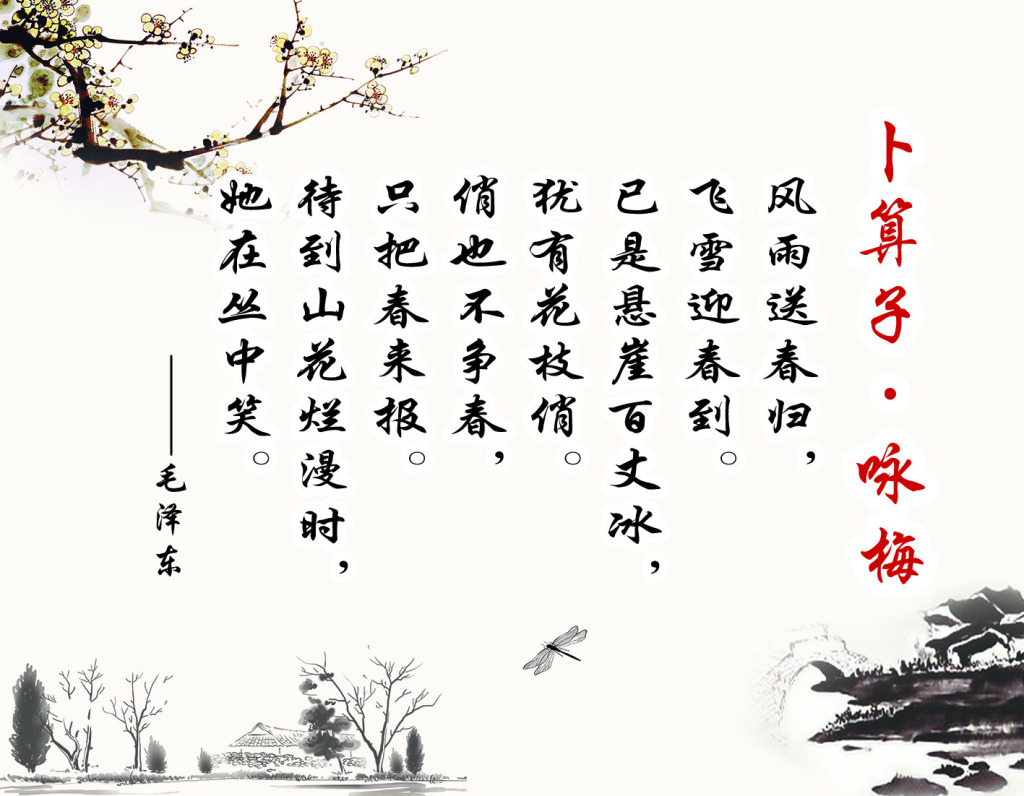 卜算子·咏梅
风雨送春归，
飞雪迎春到。
已是悬崖百丈冰，
犹有花枝俏。
俏也不争春，
只把春来报。
待到山花烂漫时，
她在丛中笑。
——毛泽东